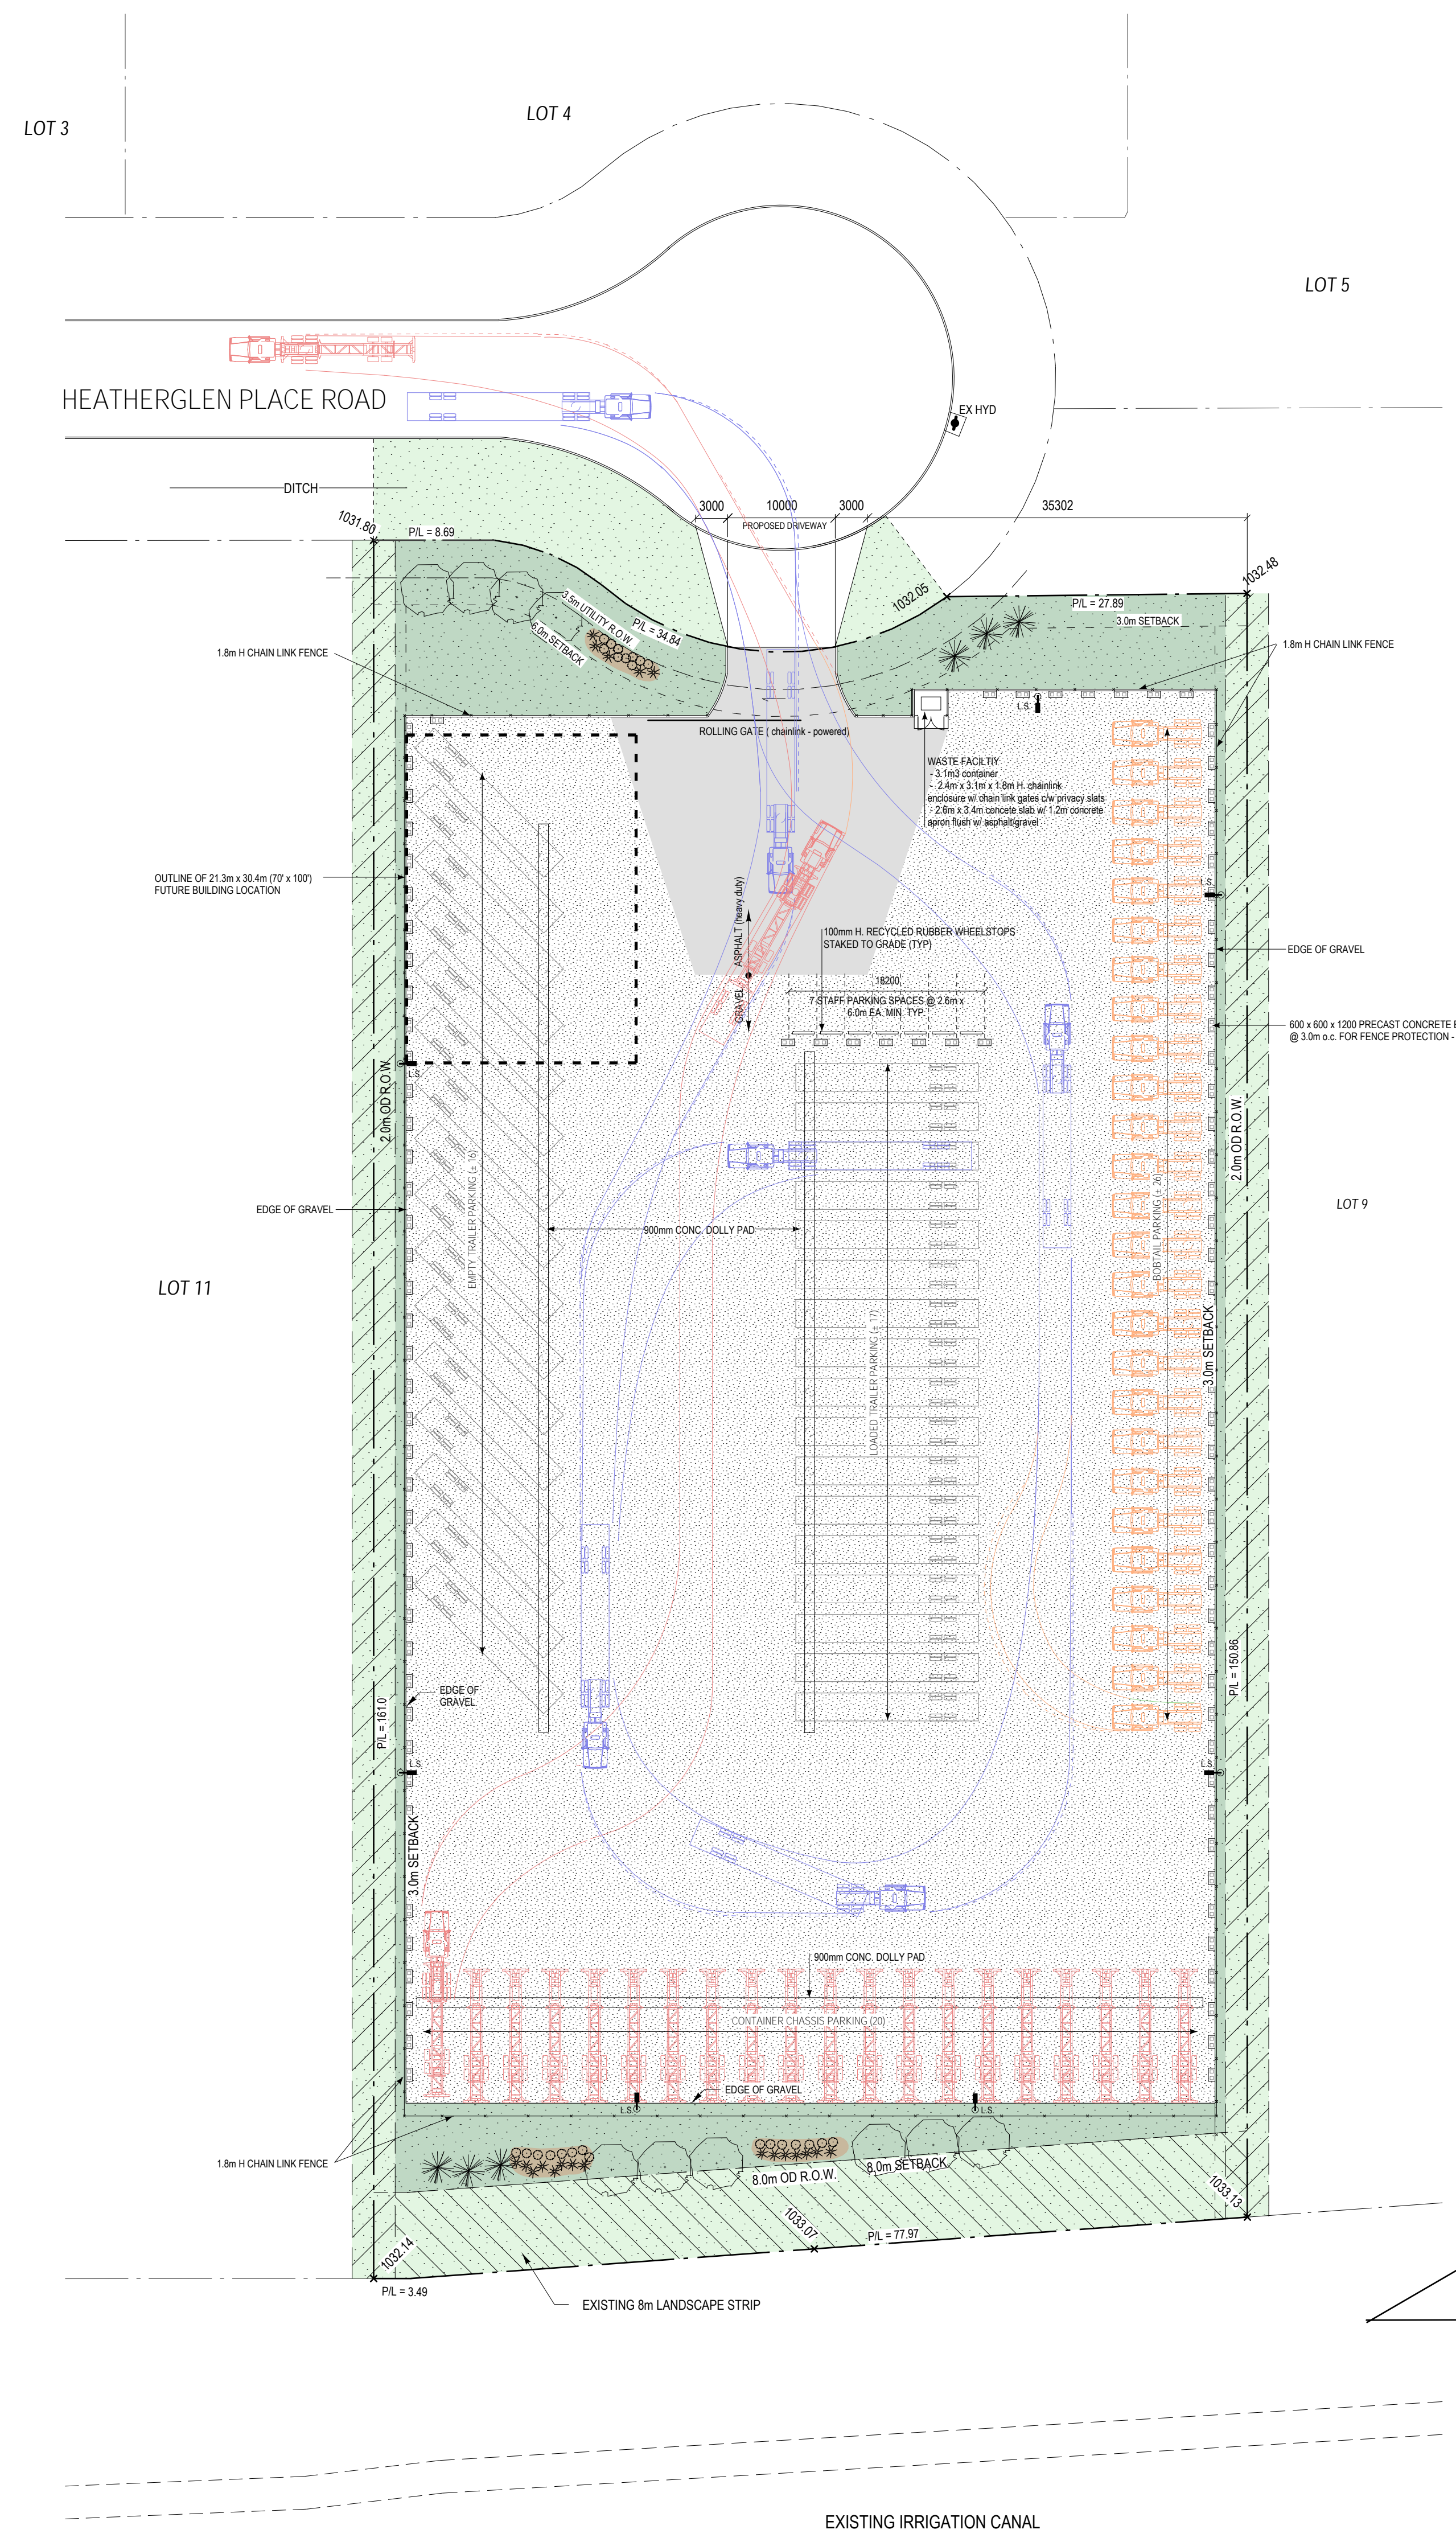 LOT 4
LOT 3
LOT 5
HEATHERGLEN PLACE ROAD
EX HYD
DITCH
3000
10000
3000
35302
PROPOSED DRIVEWAY
1031.80
P/L = 8.69
1032.05
1032.48
P/L = 27.89
3.0m SETBACK
3.5m UTILITY R.O.W.
P/L = 34.84
6.0m SETBACK
1.8m H CHAIN LINK FENCE
1.8m H CHAIN LINK FENCE
L.S.
ROLLING GATE ( chainlink - powered)
WASTE FACILTIY
- 3.1m3 container
- 2.4m x 3.1m x 1.8m H. chainlink
enclosure w/ chain link gates c/w privacy slats
- 2.6m x 3.4m concete slab w/ 1.2m concrete
apron flush w/ asphalt/gravel
OUTLINE OF 21.3m x 30.4m (70' x 100')
FUTURE BUILDING LOCATION
L.S.
ASPHALT (heavy duty)
GRAVEL
100mm H. RECYCLED RUBBER WHEELSTOPS
STAKED TO GRADE (TYP)
EDGE OF GRAVEL
18200
7 STAFF PARKING SPACES @ 2.6m x
6.0m EA. MIN. TYP.
600 x 600 x 1200 PRECAST CONCRETE
@ 3.0m o.c. FOR FENCE PROTECTION -
L.S.
2.0m OD R.O.W.
2.0m OD R.O.W.
EMPTY TRAILER PARKING (± 16)
BOBTAIL PARKING (± 26)
LOT 9
EDGE OF GRAVEL
900mm CONC. DOLLY PAD
LOT 11
LOADED TRAILER PARKING (± 17)
3.0m SETBACK
P/L = 150.86
EDGE OF
GRAVEL
P/L = 161.0
L.S.
L.S.
3.0m SETBACK
900mm CONC. DOLLY PAD
CONTAINER CHASSIS PARKING (20)
EDGE OF GRAVEL
L.S.
L.S.
1.8m H CHAIN LINK FENCE
8.0m OD R.O.W.
8.0m SETBACK
1033.13
1033.07
P/L = 77.97
1032.14
P/L = 3.49
EXISTING 8m LANDSCAPE STRIP
EXISTING IRRIGATION CANAL